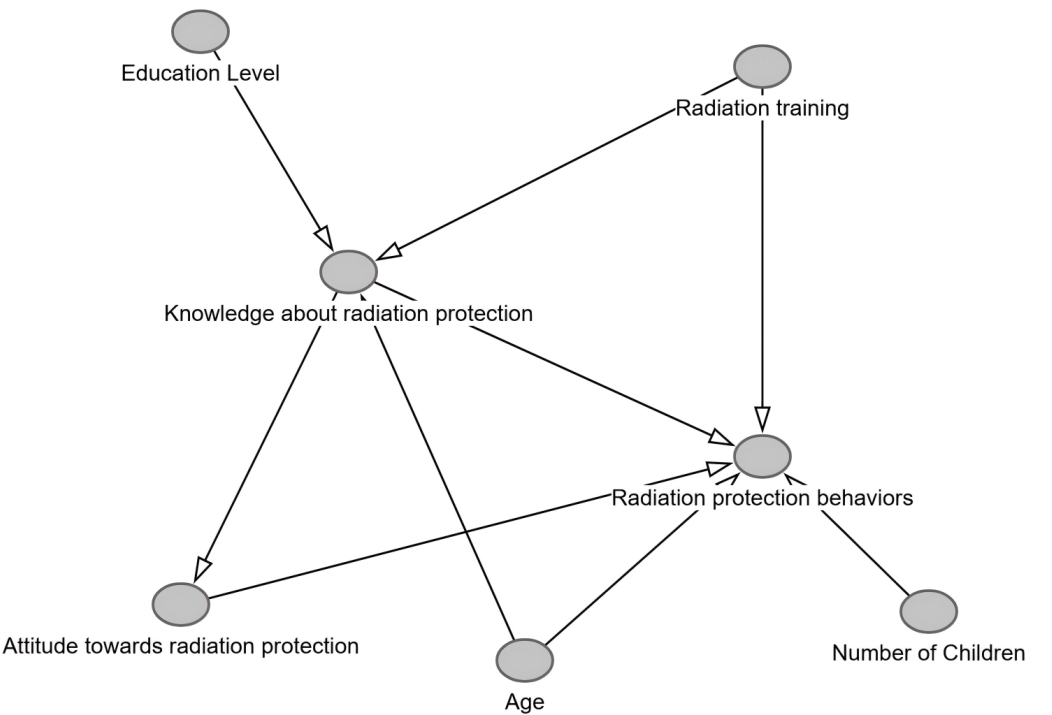 Education Level
Radiation training
Knowledge about radiation protection
Radiation protection behaviors
Attitude towards radiation protection
Number of Children
Age